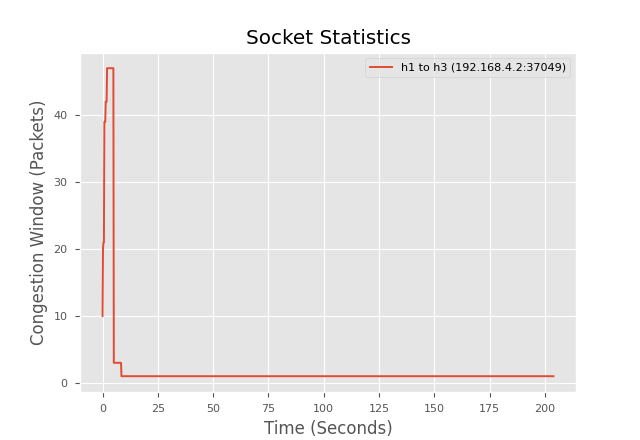 Socket Statistics
h1 to h3 (192.168.4.2:37049)
Congestion Window (Packets)
40
30
20
10
0
0 25 50 75 100 125 150 175 200
Time (Seconds)